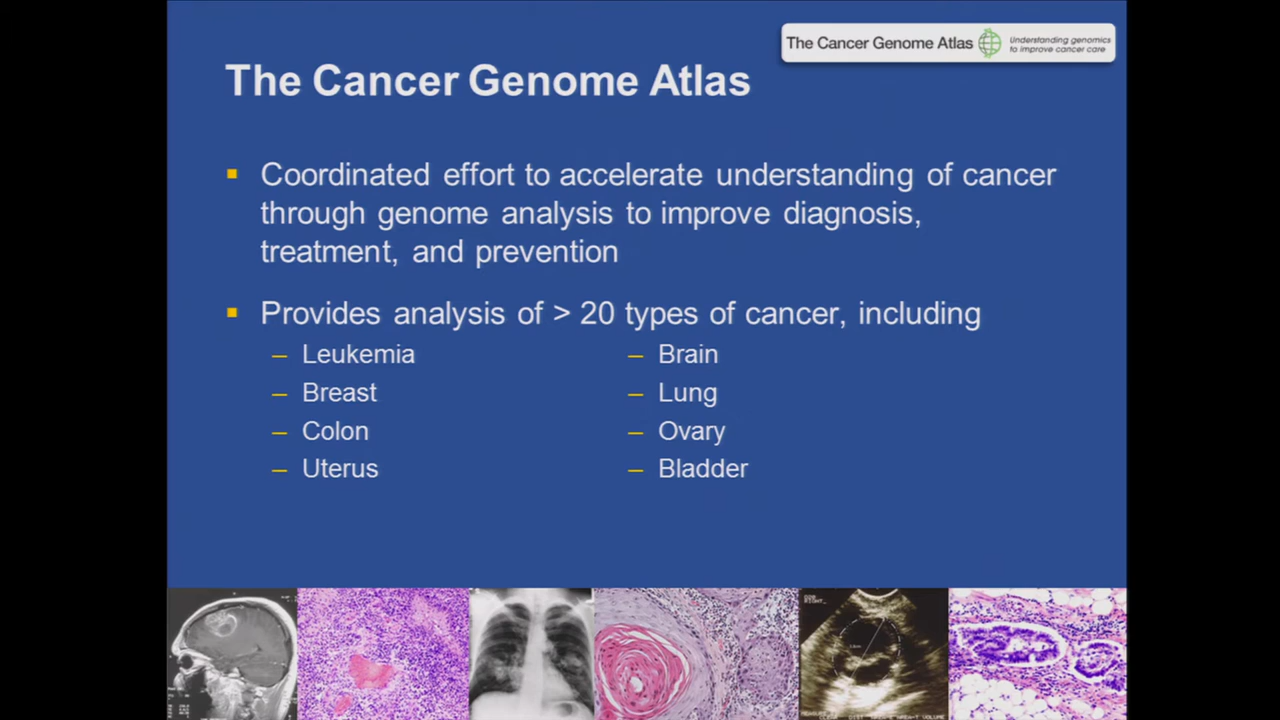 The Cancer Genome Atlas
Understanding genomics
to improve cancer care
The Cancer Genome Atlas
Coordinated effort to accelerate understanding of cancer
through genome analysis to improve diagnosis,
treatment, and prevention
Provides analysis of > 20 types of cancer, including
– Leukemia
– Breast
– Colon
– Uterus
– Brain
– Lung
– Ovary
– Bladder